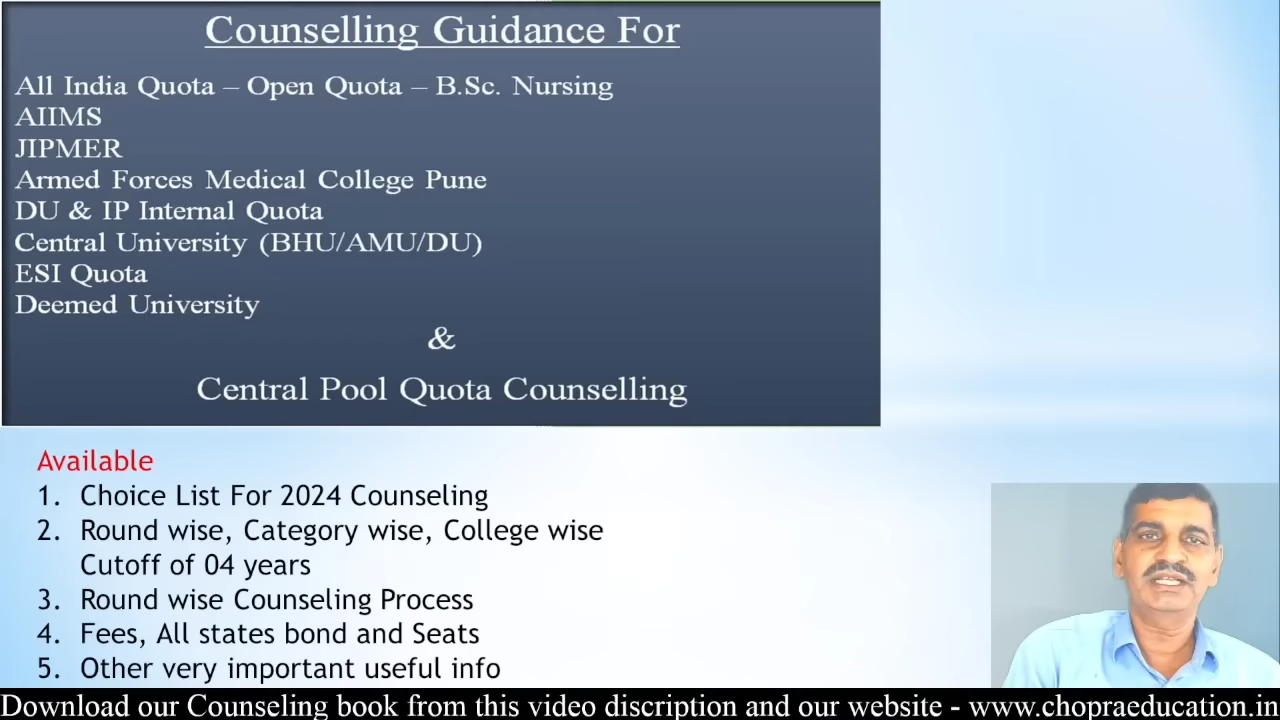 Counselling Guidance For
All India Quota – Open Quota – B.Sc. Nursing
AIIMS
JIPMER
Armed Forces Medical College Pune
DU & IP Internal Quota
Central University (BHU/AMU/DU)
ESI Quota
Deemed University
&
Central Pool Quota Counselling
Available
1. Choice List For 2024 Counseling
2. Round wise, Category wise, College wise
Cutoff of 04 years
3. Round wise Counseling Process
4. Fees, All states bond and Seats
5. Other very important useful info
Download our Counseling book from this video discription and our website - www.chopraeducation.in